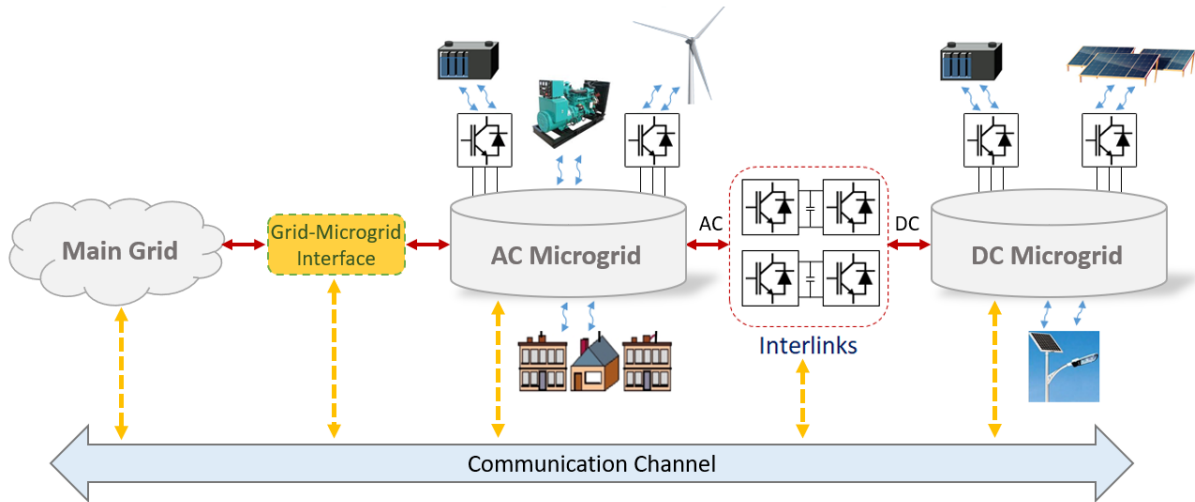 Main Grid
Grid-Microgrid
Interface
AC Microgrid
AC
DC
DC Microgrid
Interlinks
Communication Channel